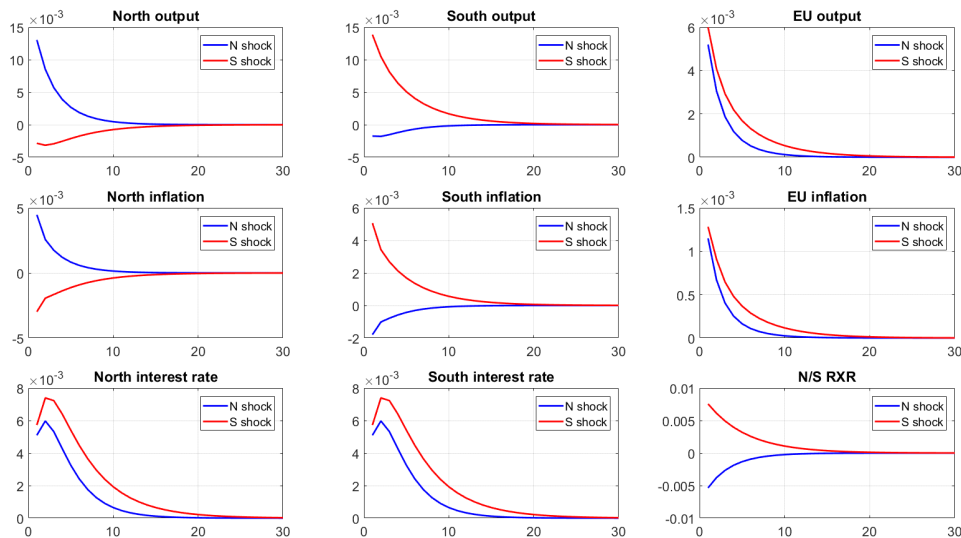 North output
×10⁻³
15
10
5
0
-5
0 10 20 30
N shock
S shock
South output
×10⁻³
15
10
5
0
-5
0 10 20 30
N shock
S shock
EU output
×10⁻³
6
4
2
0
0 10 20 30
N shock
S shock
North inflation
×10⁻³
5
0
-5
0 10 20 30
N shock
S shock
South inflation
×10⁻³
6
4
2
0
-2
0 10 20 30
N shock
S shock
EU inflation
×10⁻³
1.5
1
0.5
0
0 10 20 30
N shock
S shock
North interest rate
×10⁻³
8
6
4
2
0
0 10 20 30
N shock
S shock
South interest rate
×10⁻³
8
6
4
2
0
0 10 20 30
N shock
S shock
N/S RXR
0.01
0.005
0
-0.005
-0.01
0 10 20 30
N shock
S shock